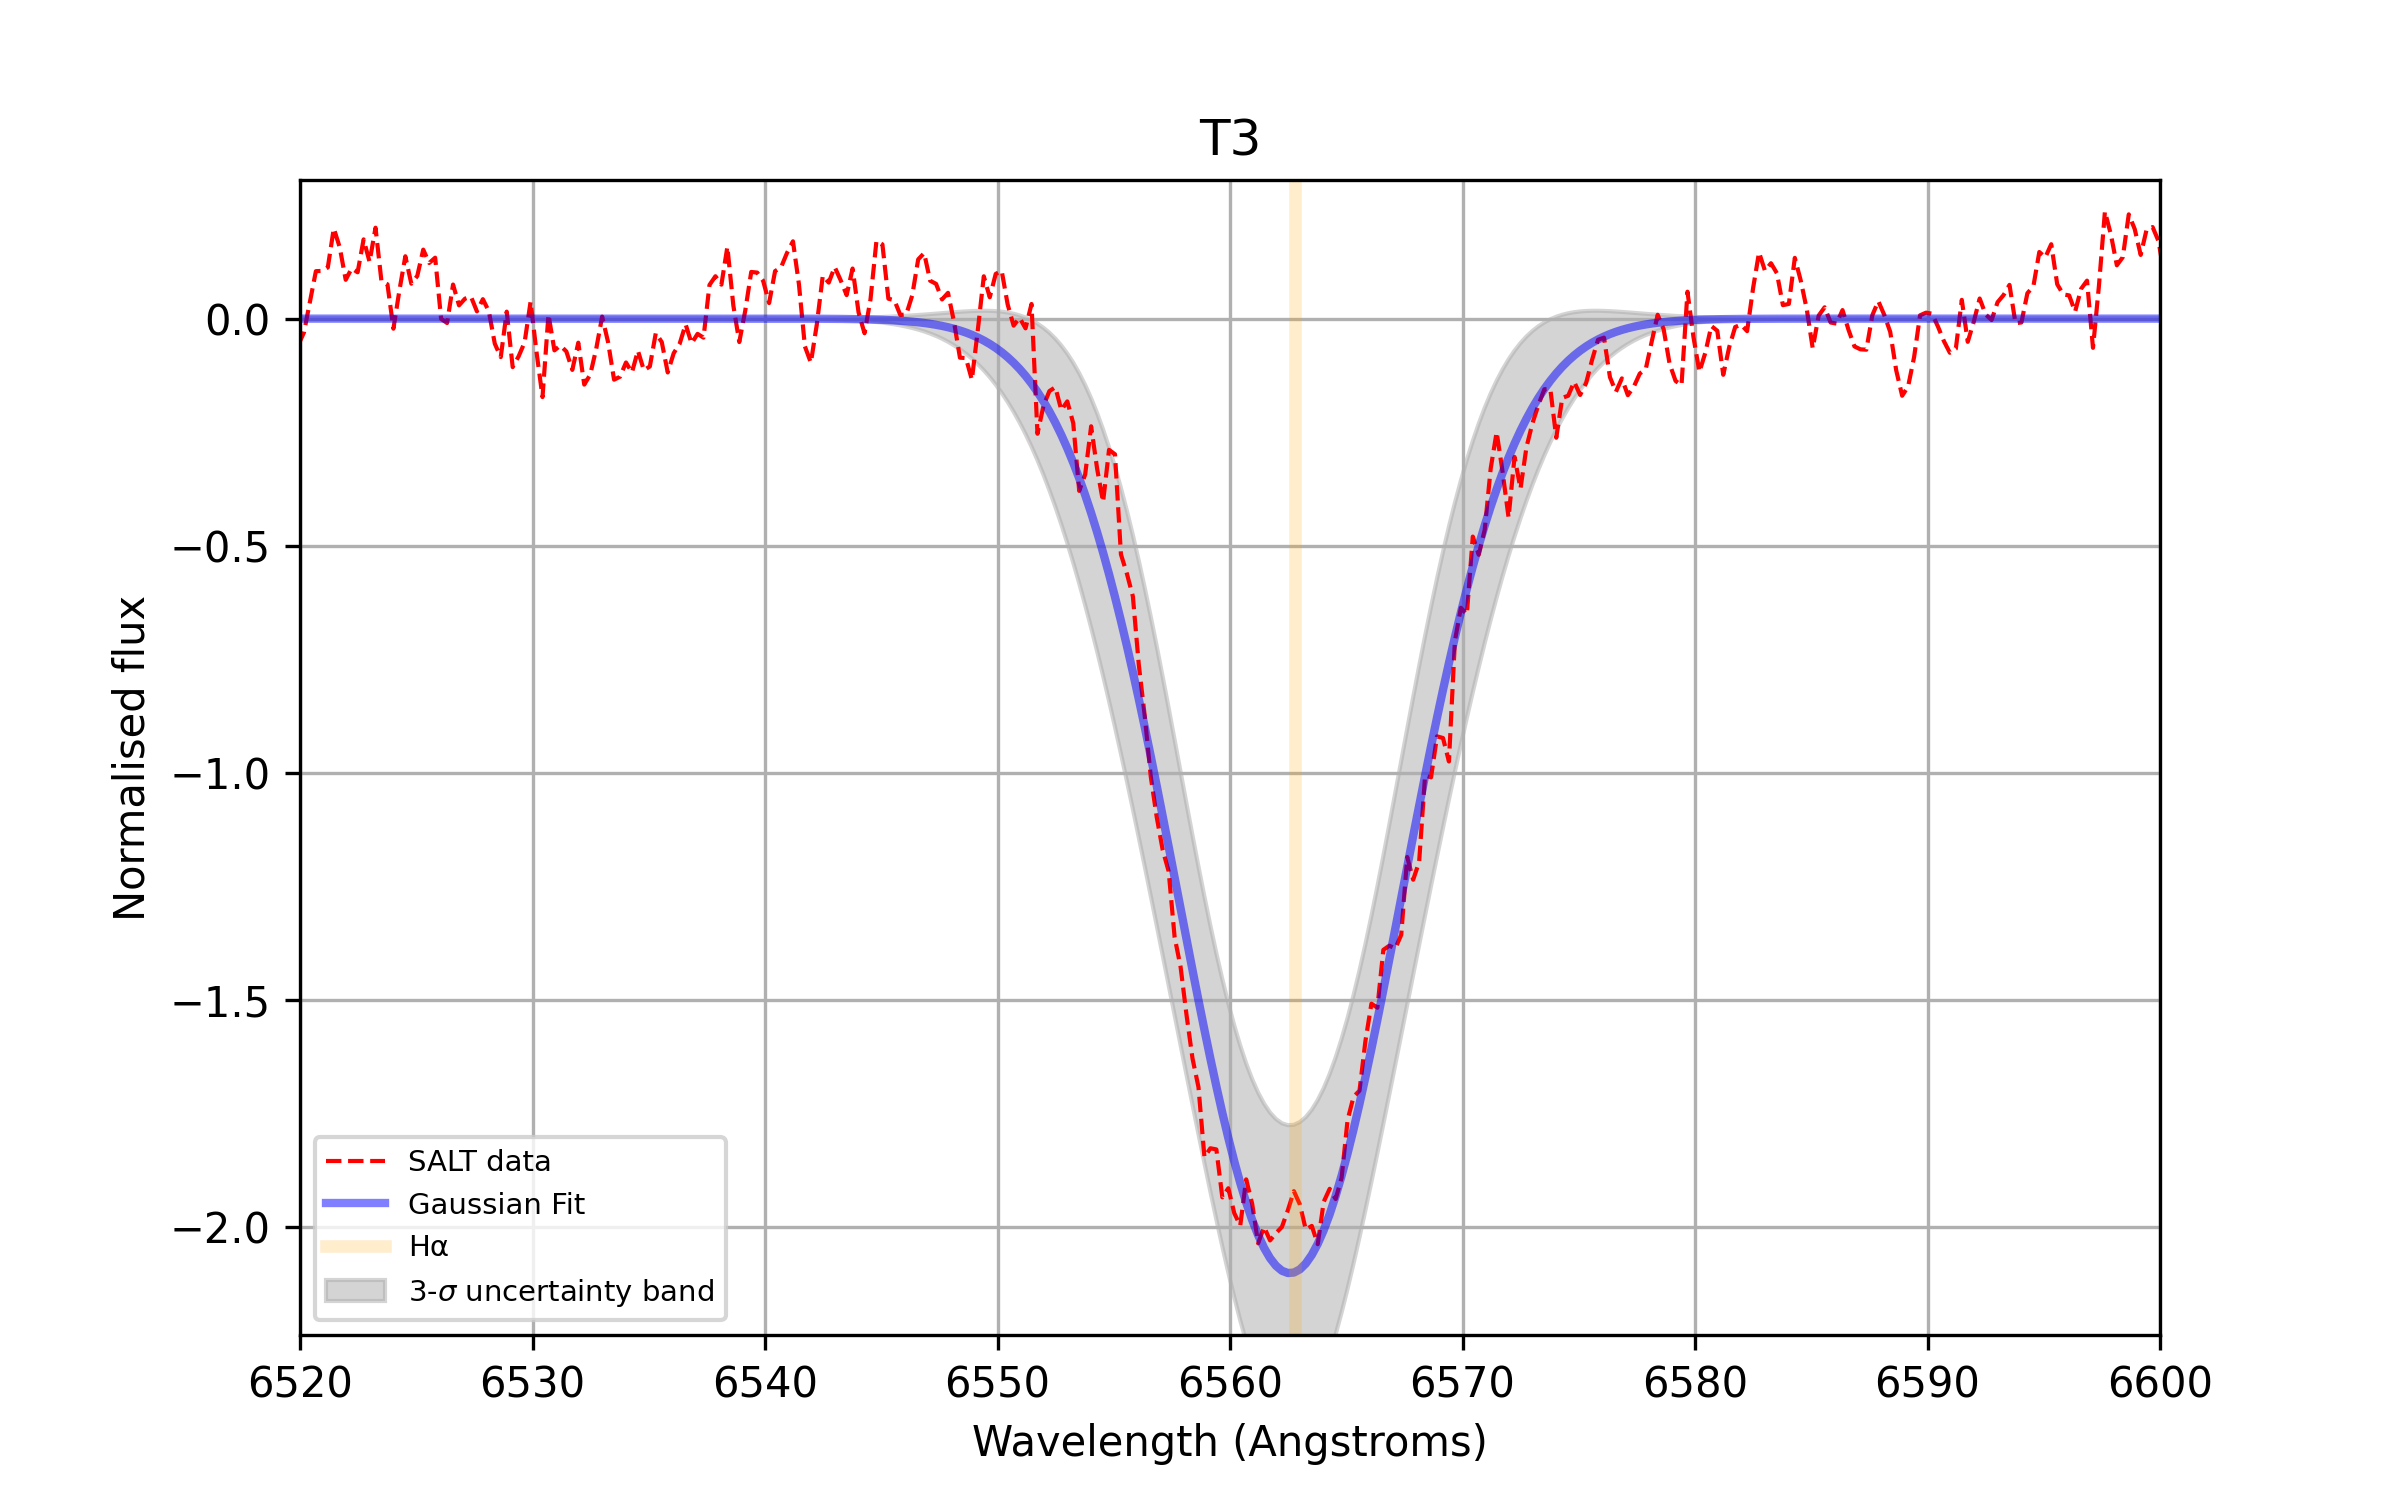 T3
Normalised flux
0.0
−0.5
−1.0
−1.5
−2.0
SALT data
Gaussian Fit
Hα
3-σ uncertainty band
6520 6530 6540 6550 6560 6570 6580 6590 6600
Wavelength (Angstroms)